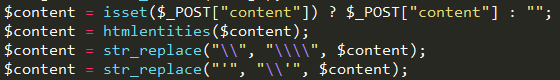 $content = isset($_POST["content"]) ? $_POST["content"] : "";
$content = htmlentities($content);
$content = str_replace("\\", "\\\\", $content);
$content = str_replace("'", "\\'", $content);